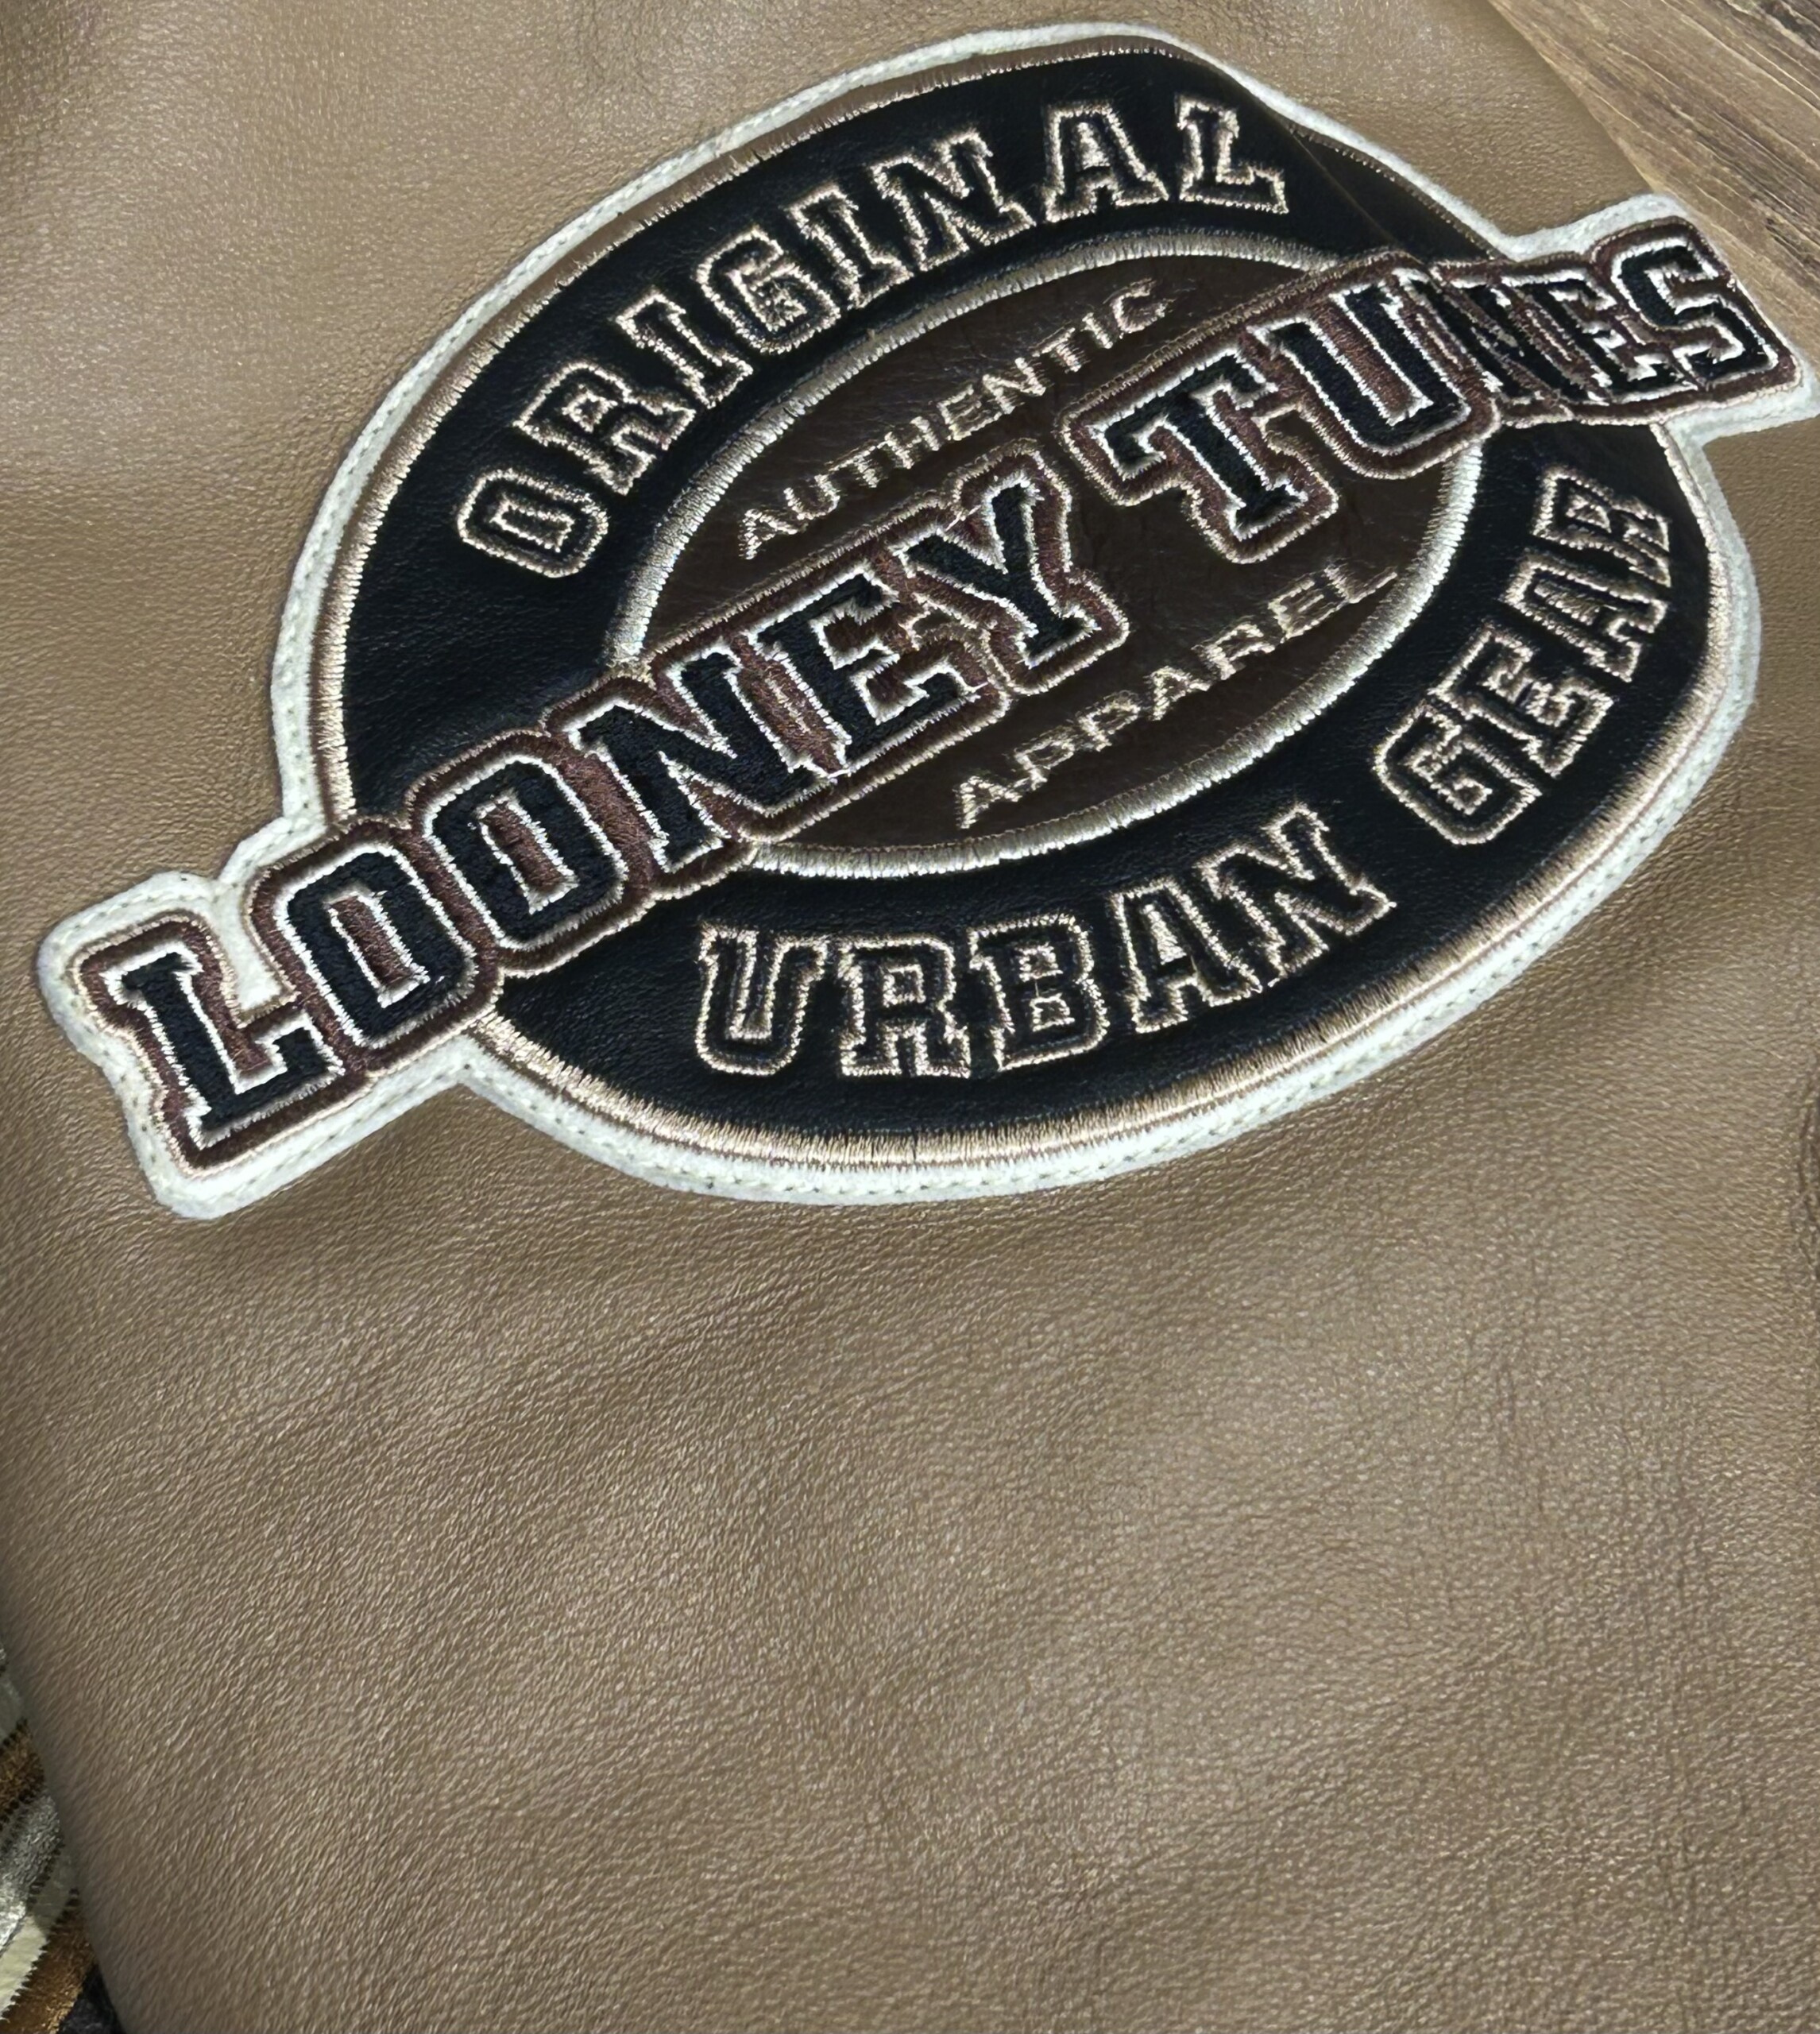 ORIGINAL
AUTHENTIC
LOONEY TUNES
APPAREL
URBAN GEAR